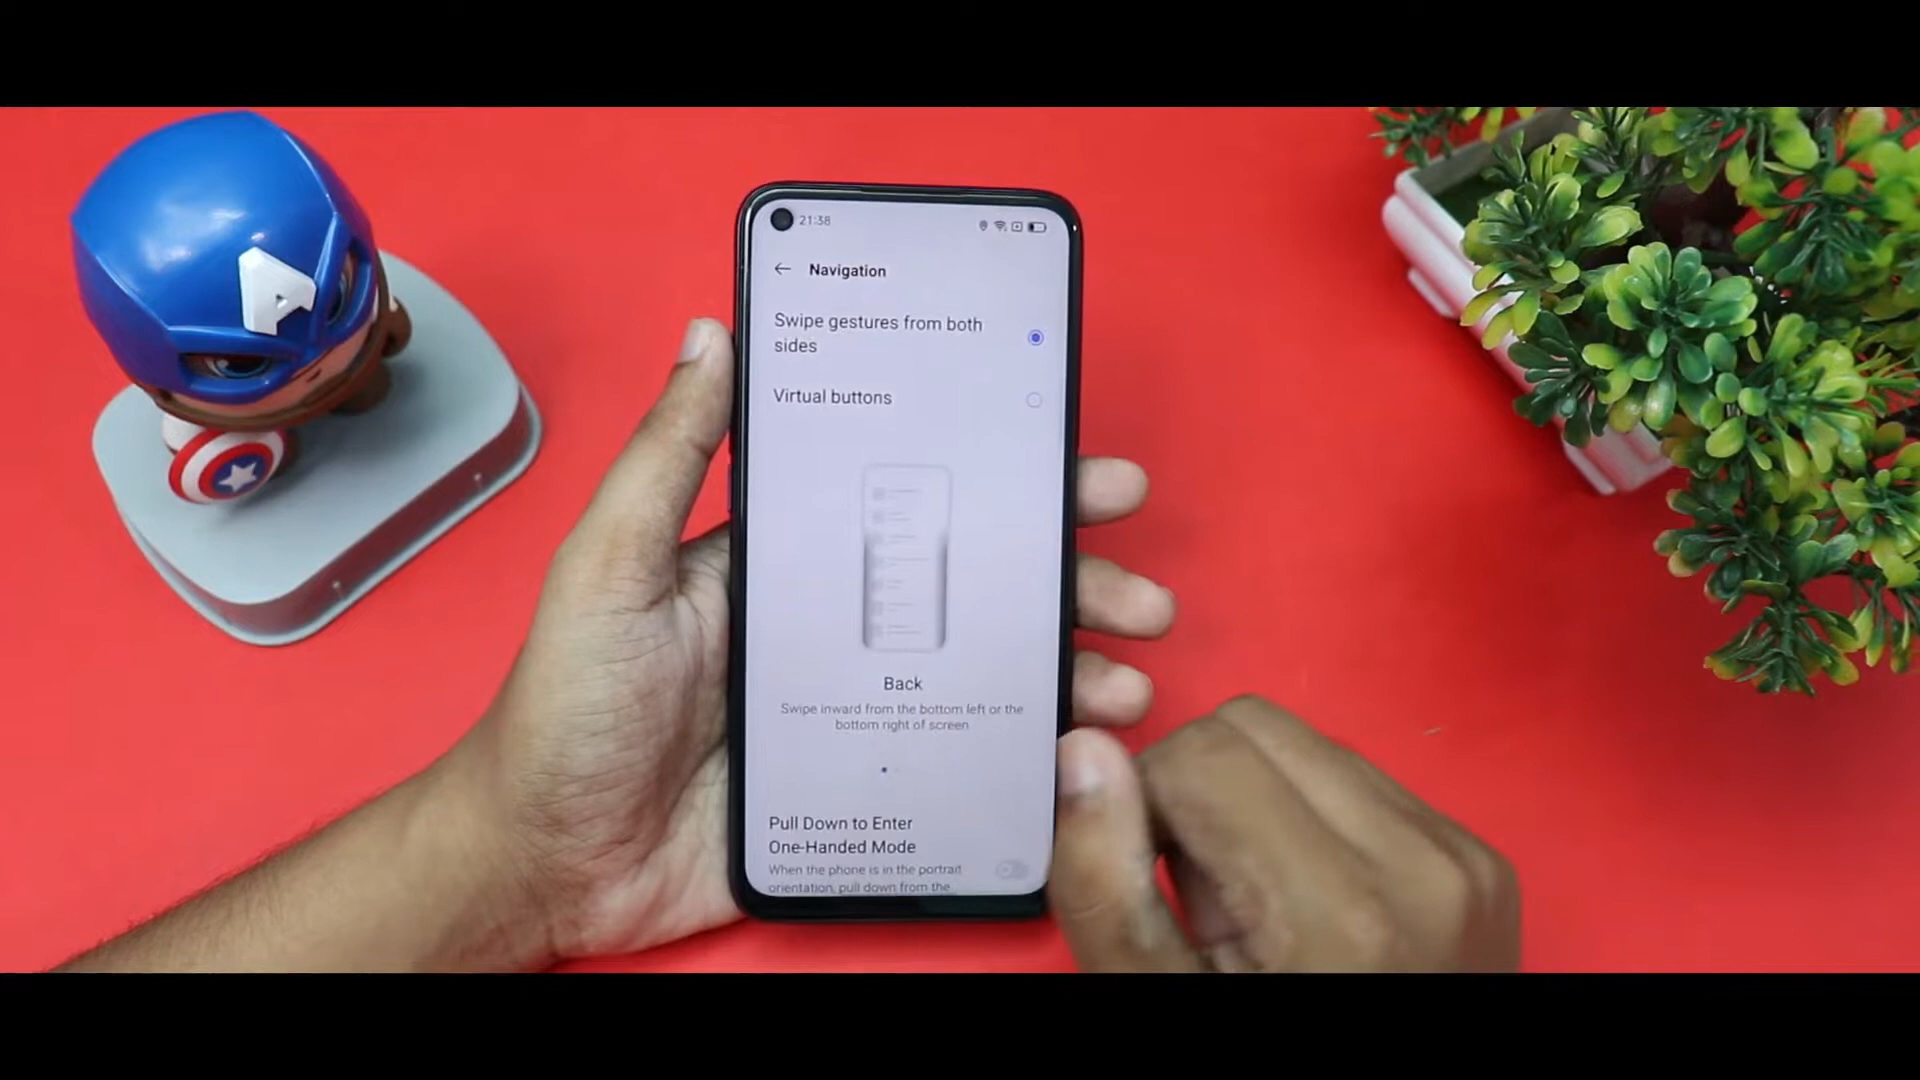 21:38
Navigation
Swipe gestures from both
sides
Virtual buttons
Back
Swipe inward from the bottom left or the
bottom right of screen
Pull Down to Enter
One-Handed Mode
When the phone is in the portrait
orientation, pull down from the
A